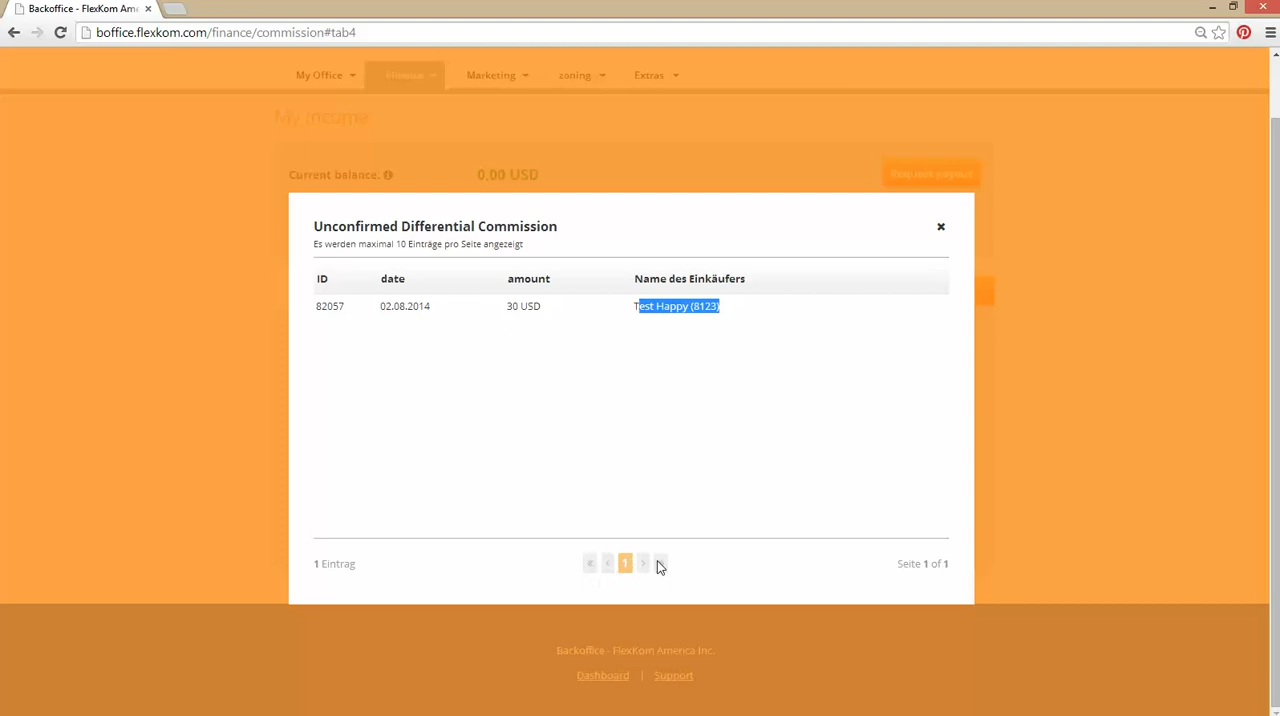 Backoffice - FlexKom Ame
boffice.flexkom.com/finance/commission#tab4
My Office Finance Marketing zoning Extras
My Income
Current balance: 0,00 USD Request payout
Unconfirmed Differential Commission
Es werden maximal 10 Einträge pro Seite angezeigt
ID date amount Name des Einkäufers
82057 02.08.2014 30 USD Test Happy (8123)
1 Eintrag « ‹ 1 › Seite 1 of 1
Backoffice - FlexKom America Inc.
Dashboard | Support